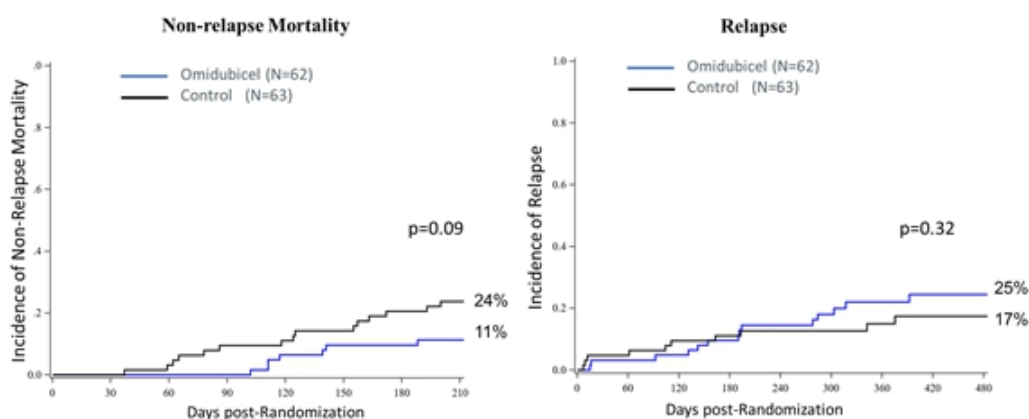 Non-relapse Mortality
Omidubicel (N=62)
Control (N=63)
Incidence of Non-Relapse Mortality
.0
.8
.6
.4
.2
0.0
p=0.09
24%
11%
0 30 60 90 120 150 180 210
Days post-Randomization
Relapse
Omidubicel (N=62)
Control (N=63)
Incidence of Relapse
1.0
0.8
0.6
0.4
0.2
0.0
p=0.32
25%
17%
0 60 120 180 240 300 360 420 480
Days post-Randomization